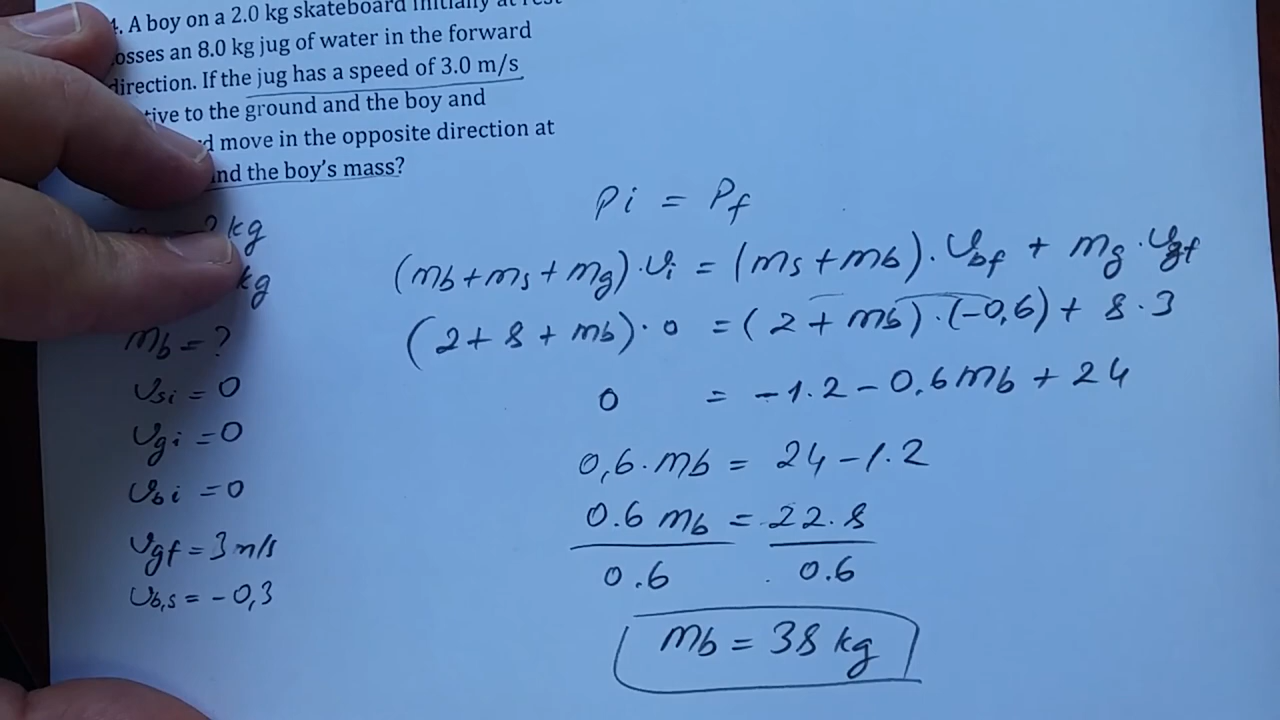 A boy on a 2.0 kg skateboard initially at rest
osses an 8.0 kg jug of water in the forward
direction. If the jug has a speed of 3.0 m/s
tive to the ground and the boy and
d move in the opposite direction at
nd the boy's mass?
Pi = Pf
kg
(mb+ms+mg).vi = (ms+mb).vbf + mg.vgf
kg
(2+8+mb).0 = (2+mb).(-0,6)+ 8.3
mb = ?
vsi = 0
0 = -1.2-0,6mb+24
vgi = 0
0,6.mb = 24-1.2
vbi = 0
0.6 mb = 22.8
vgf = 3 m/s
0.6 0.6
vb,s = -0,3
mb = 38 kg